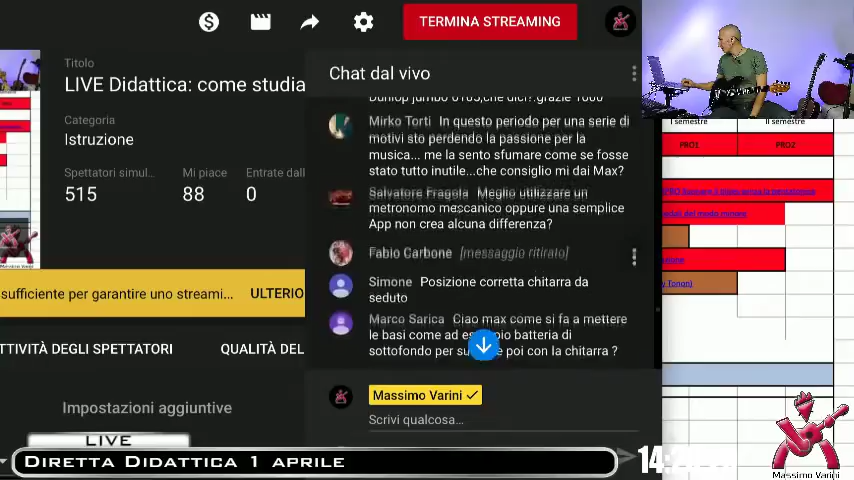 TERMINA STREAMING
Titolo
LIVE Didattica: come studia
Categoria
Istruzione
Spettatori simul...
Mi piace
Entrate dall
515
88
0
sufficiente per garantire uno streami...
ULTERIO
TTIVITÀ DEGLI SPETTATORI
QUALITÀ DEL
Impostazioni aggiuntive
LIVE
Chat dal vivo
Mirko Torti In questo periodo per una serie di
motivi sto perdendo la passione per la
musica... me la sento sfumare come se fosse
stato tutto inutile...che consiglio mi dai Max?
Salvatore Fragola Meglio utilizzare un
metronomo meccanico oppure una semplice
App non crea alcuna differenza?
Fabio Carbone [messaggio ritirato]
Simone Posizione corretta chitarra da
seduto
Marco Sarica Ciao max come si fa a mettere
le basi come ad esempio batteria di
sottofondo per su e poi con la chitarra ?
Massimo Varini
Scrivi qualcosa...
I semestre
II semestre
PRO1
PRO2
Massimo Varini
DIRETTA DIDATTICA 1 APRILE
Massimo Varini